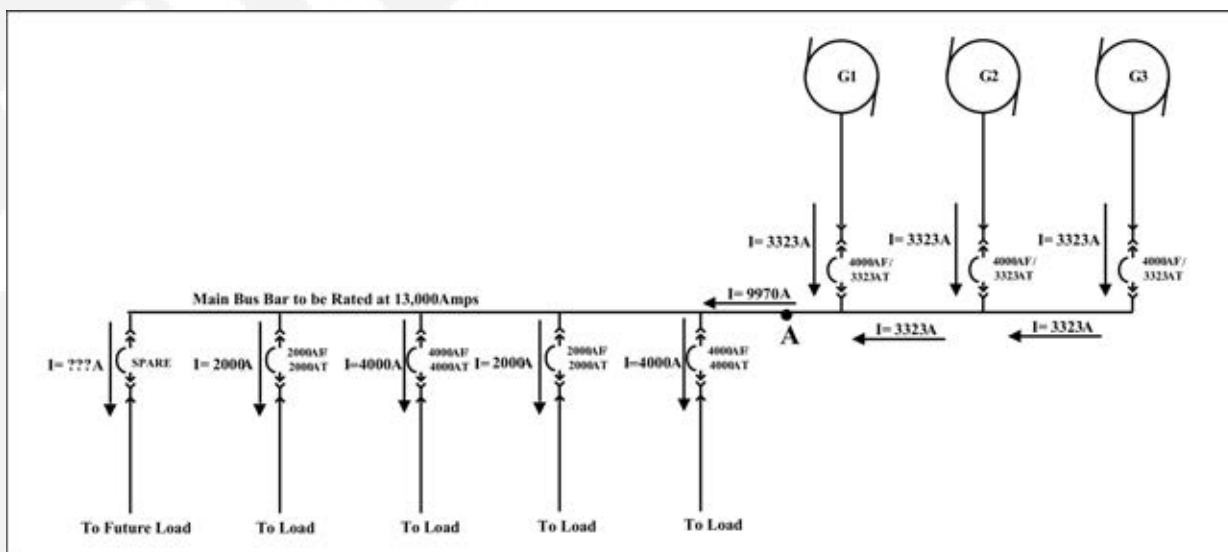 G1
G2
G3
I= 3323A
I= 3323A
I= 3323A
4000AF/
3323AT
4000AF/
3323AT
4000AF/
3323AT
Main Bus Bar to be Rated at 13,000Amps
I= 9970A
A
I= 3323A
I= 3323A
I= ???A
SPARE
I= 2000A
2000AF/
2000AT
I=4000A
4000AF/
4000AT
I= 2000A
2000AF/
2000AT
I=4000A
4000AF/
4000AT
To Future Load
To Load
To Load
To Load
To Load